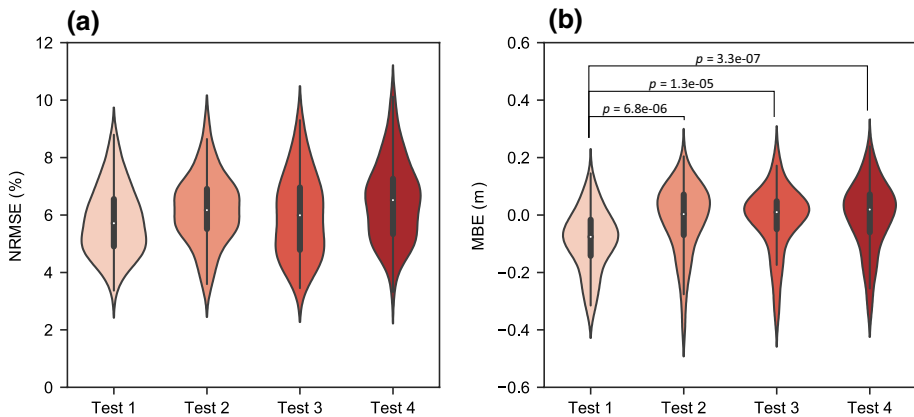 (a)
12
10
8
6
4
2
0
NRMSE (%)
Test 1 Test 2 Test 3 Test 4
(b)
0.6
0.4
0.2
0.0
−0.2
−0.4
−0.6
MBE (m)
p = 3.3e-07
p = 1.3e-05
p = 6.8e-06
Test 1 Test 2 Test 3 Test 4